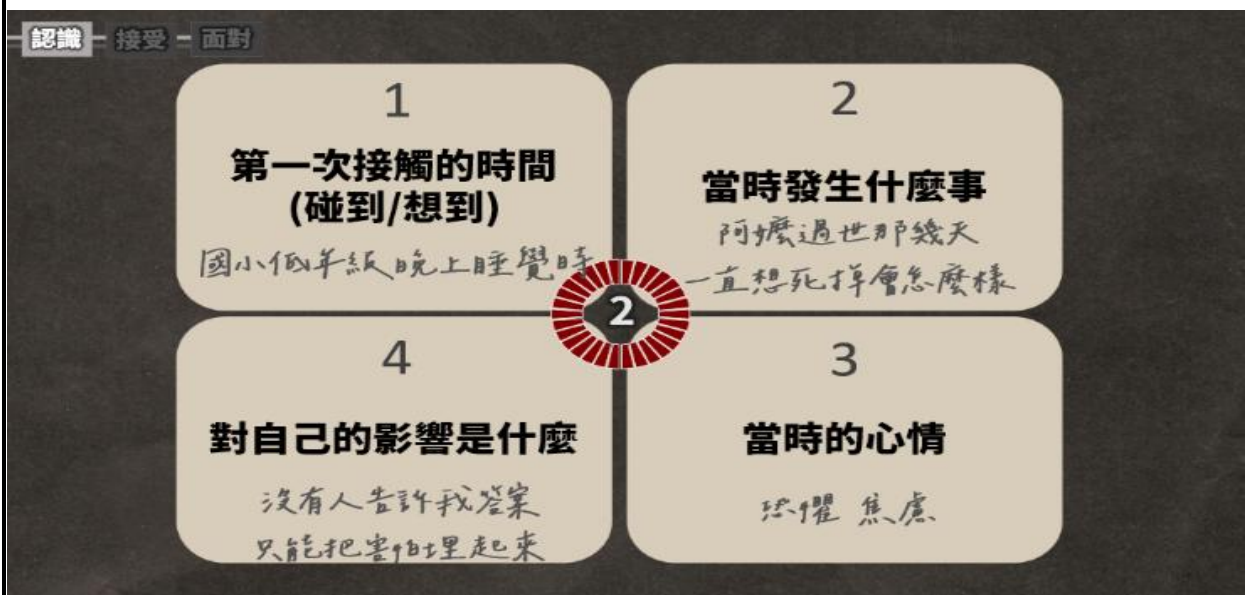 認識 接受 面對
1
第一次接觸的時間
(碰到/想到)
國小低年級晚上睡覺時
2
當時發生什麼事
阿嬤過世那幾天
一直想死掉會怎麼樣
2
4
對自己的影響是什麼
沒有人告訴我答案
只能把害怕埋起來
3
當時的心情
恐懼 焦慮